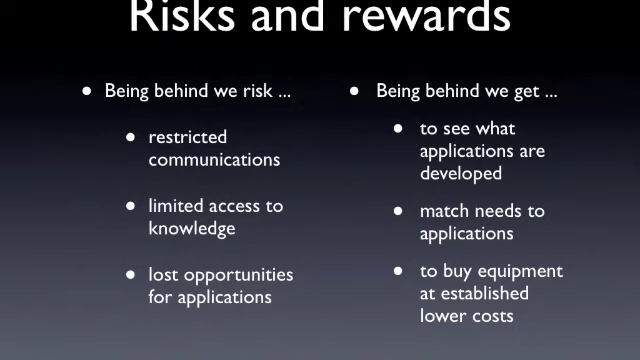 Risks and rewards
• Being behind we risk ...
• restricted
communications
• limited access to
knowledge
• lost opportunities
for applications
• Being behind we get ...
• to see what
applications are
developed
• match needs to
applications
• to buy equipment
at established
lower costs